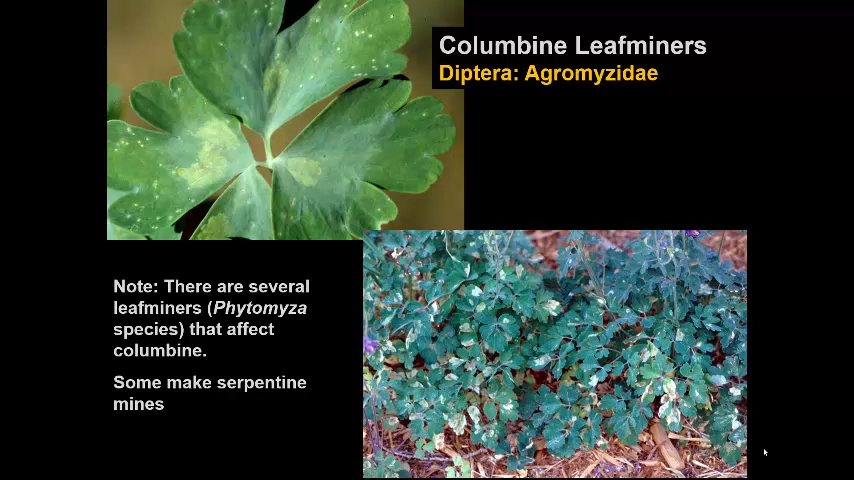 Columbine Leafminers
Diptera: Agromyzidae
Note: There are several
leafminers (Phytomyza
species) that affect
columbine.
Some make serpentine
mines